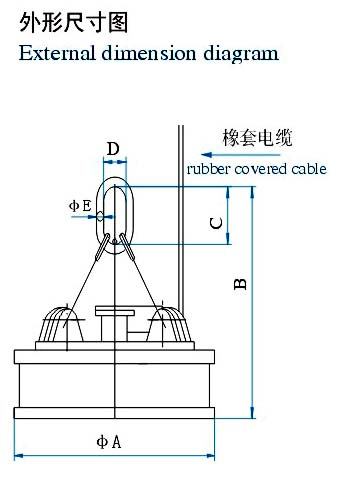 外形尺寸图
External dimension diagram
橡套电缆
D
rubber covered cable
ΦE
C
B
ΦA